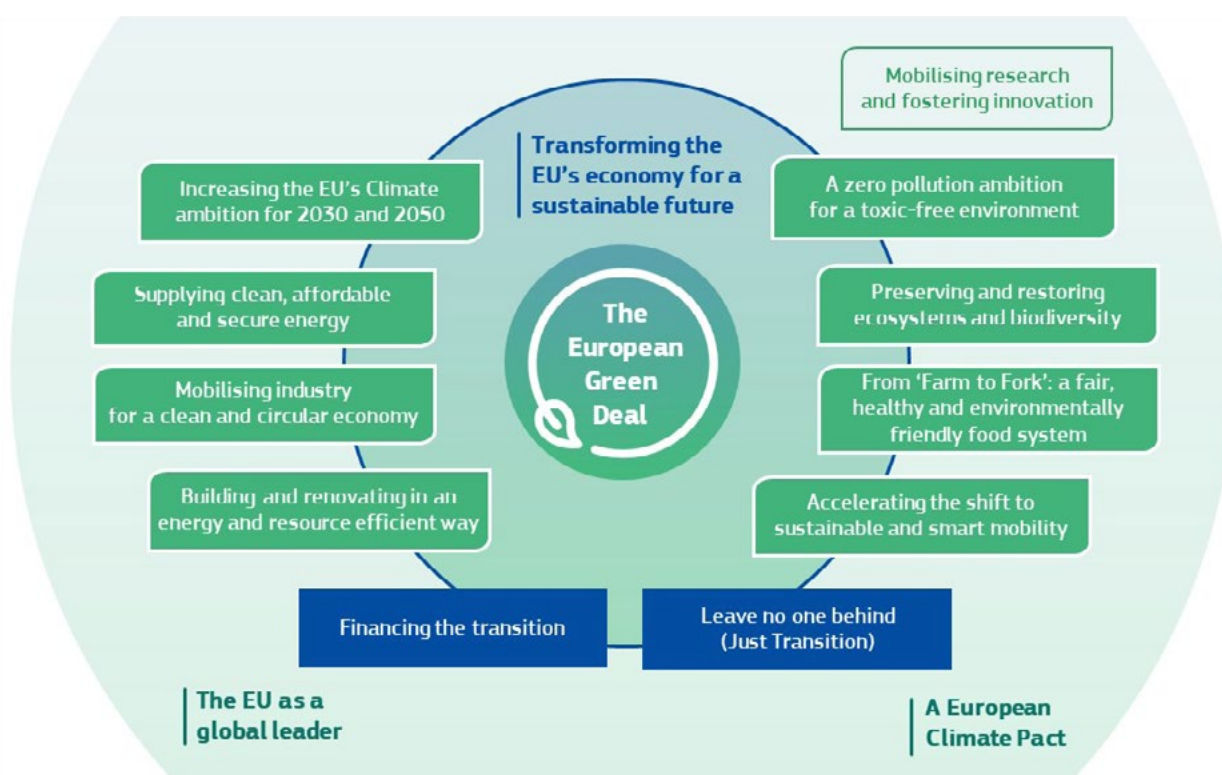 Mobilising research
and fostering innovation
Transforming the
EU's economy for a
sustainable future
Increasing the EU's Climate
ambition for 2030 and 2050
A zero pollution ambition
for a toxic-free environment
Supplying clean, affordable
and secure energy
The
European
Green
Deal
Preserving and restoring
ecosystems and biodiversity
Mobilising industry
for a clean and circular economy
From ‘Farm to Fork’: a fair,
healthy and environmentally
friendly food system
Building and renovating in an
energy and resource efficient way
Accelerating the shift to
sustainable and smart mobility
Financing the transition
Leave no one behind
(Just Transition)
The EU as a
global leader
A European
Climate Pact